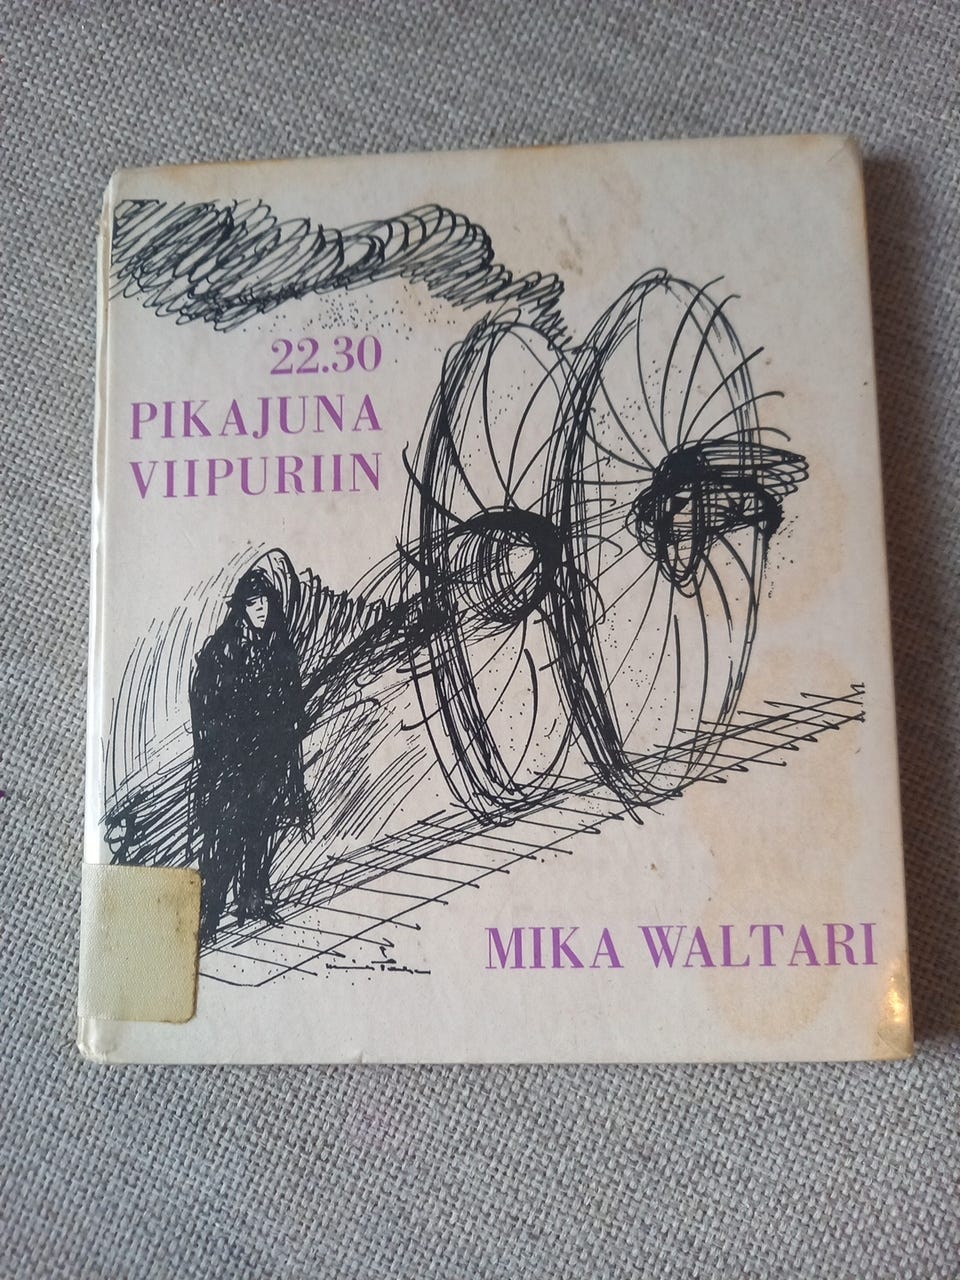 22.30
PIKAJUNA
VIIPURIIN
MIKA WALTARI